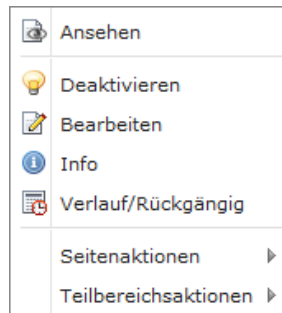 Ansehen
Deaktivieren
Bearbeiten
Info
Verlauf/Rückgängig
Seitenaktionen
Teilbereichsaktionen